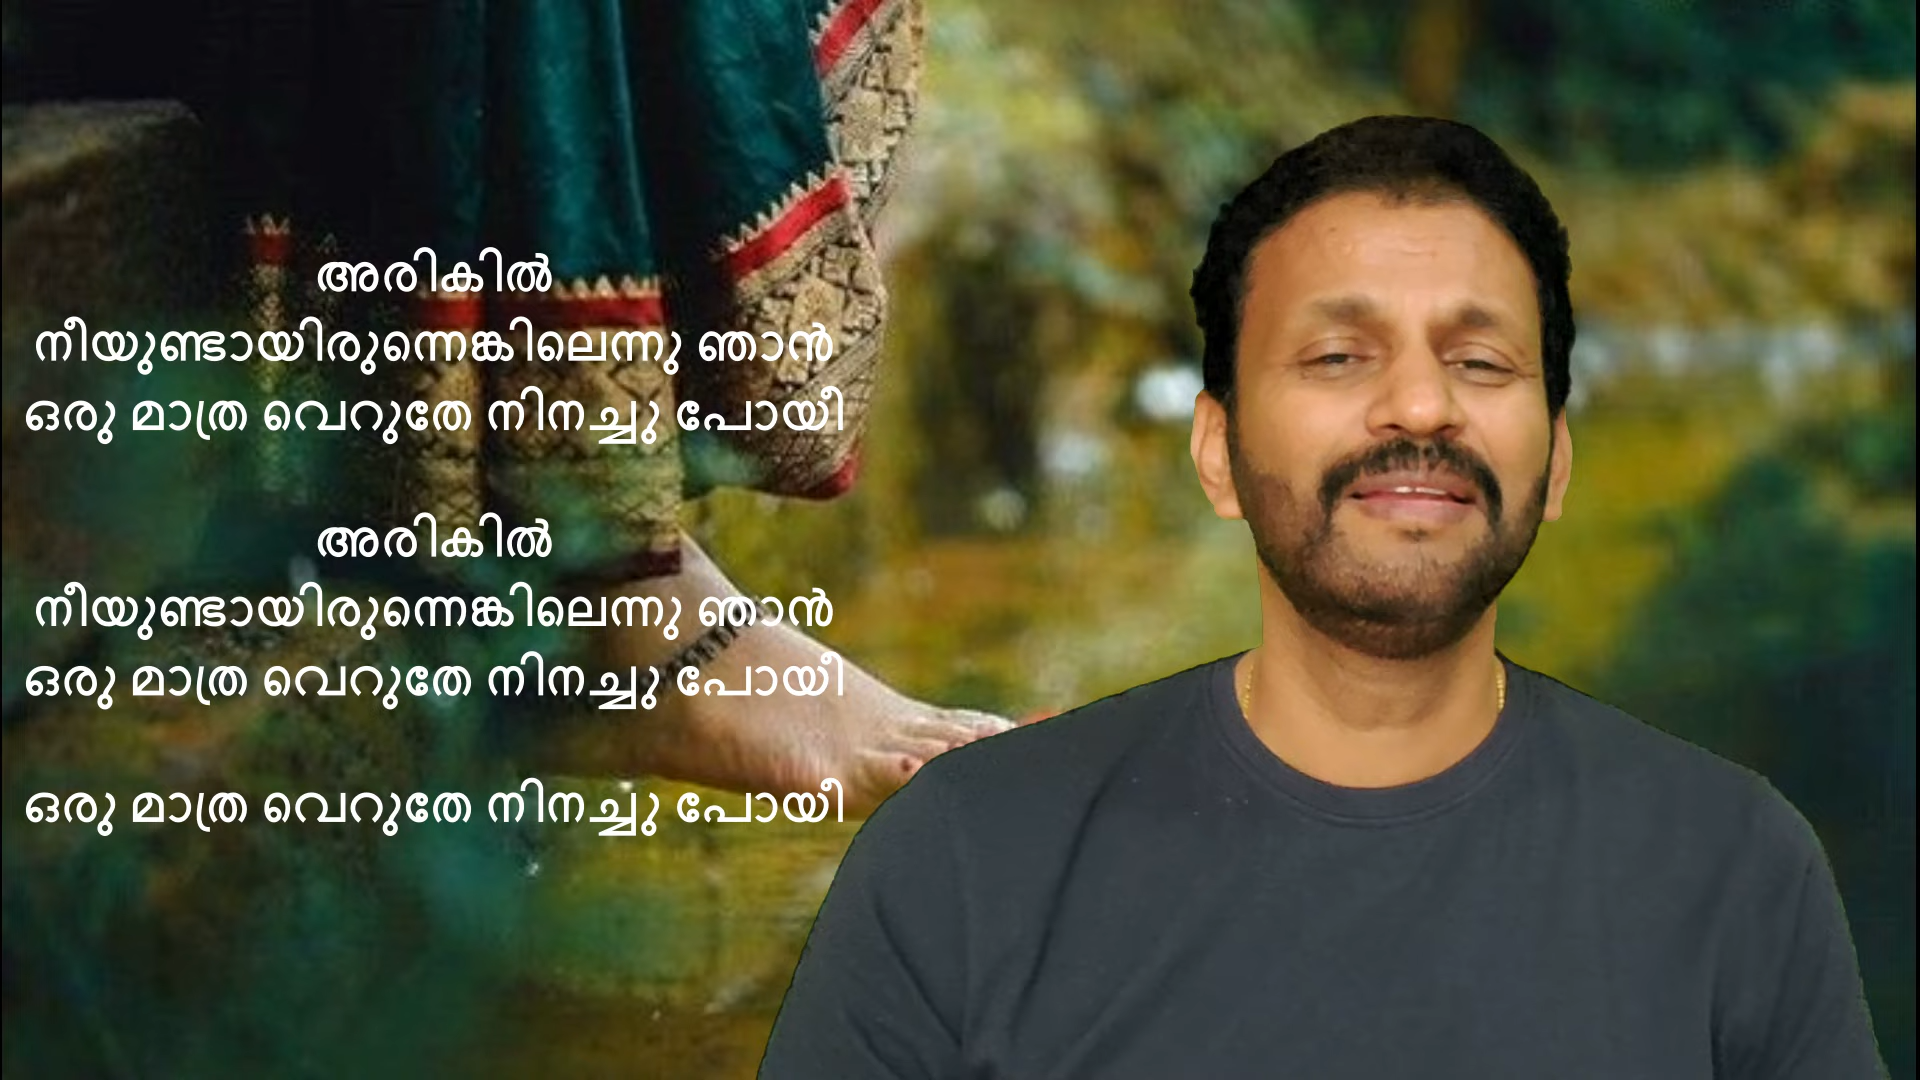 അരികിൽ
നീയുണ്ടായിരുന്നെങ്കിലെന്നു ഞാൻ
ഒരു മാത്ര വെറുതേ നിനച്ചു പോയീ
അരികിൽ
നീയുണ്ടായിരുന്നെങ്കിലെന്നു ഞാൻ
ഒരു മാത്ര വെറുതേ നിനച്ചു പോയീ
ഒരു മാത്ര വെറുതേ നിനച്ചു പോയീ